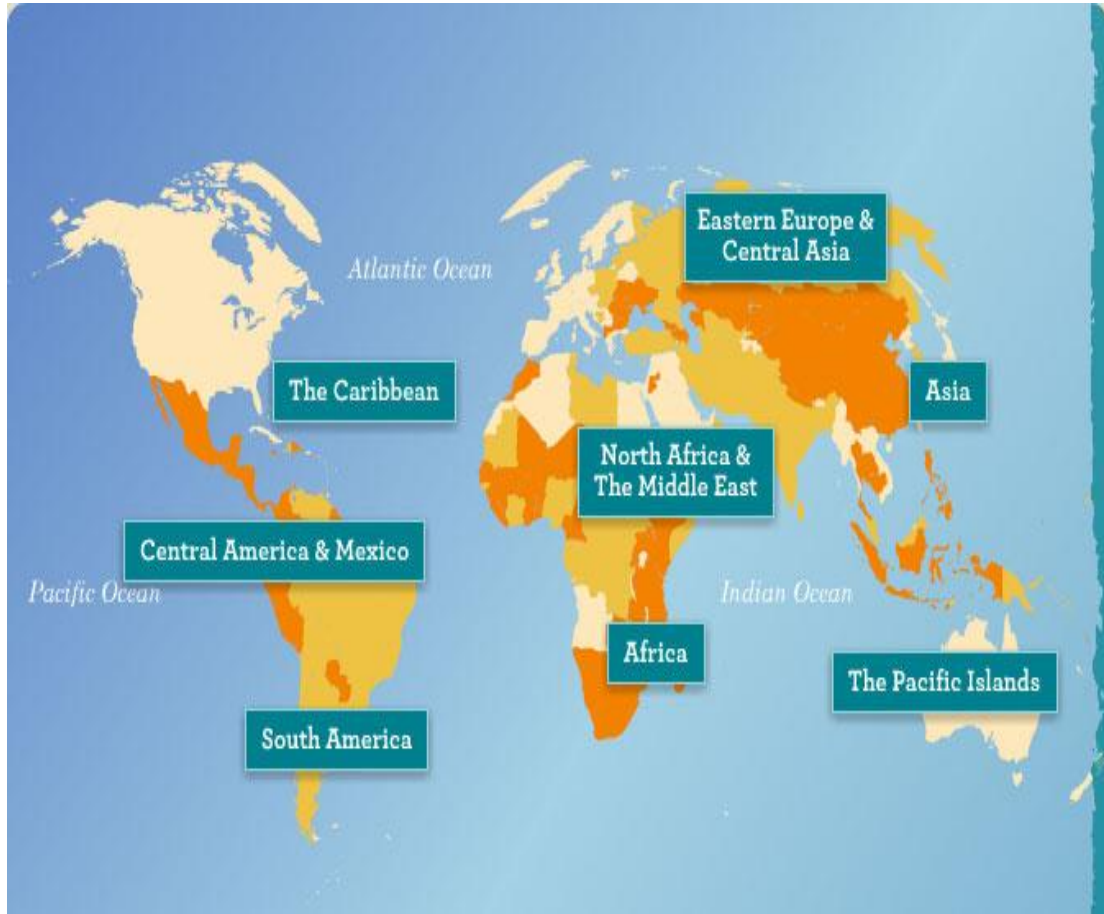 Eastern Europe &
Central Asia
Atlantic Ocean
The Caribbean
Asia
North Africa &
The Middle East
Central America & Mexico
Pacific Ocean
Indian Ocean
Africa
The Pacific Islands
South America